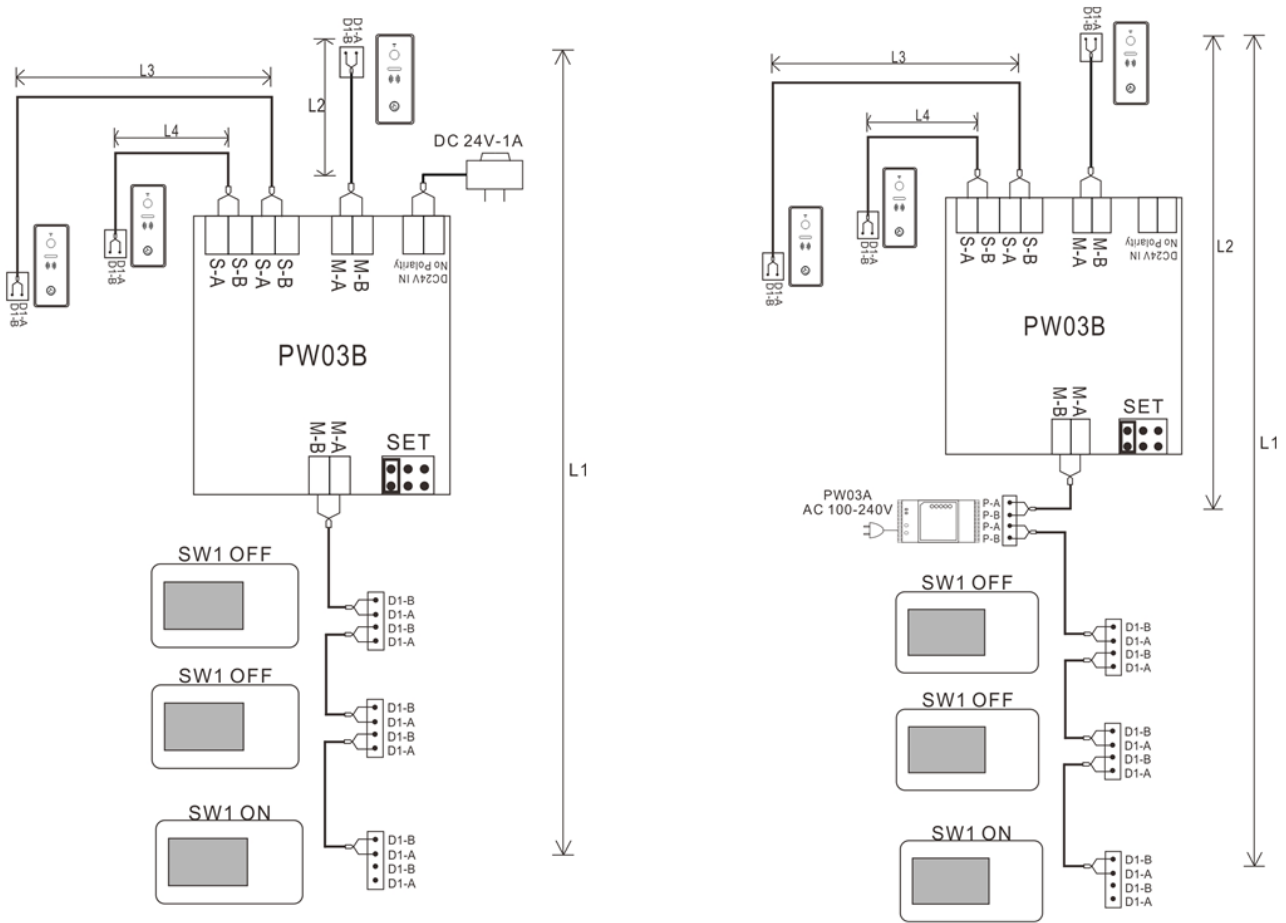 D1-A
D1-B
L3
L2
L4
DC 24V-1A
D1-A
D1-B
D1-A
D1-B
S-A
S-B
S-A
S-B
M-A
M-B
DC24V IN
No Polarity
PW03B
M-B
M-A
SET
L1
SW1 OFF
D1-B
D1-A
D1-B
D1-A
SW1 OFF
D1-B
D1-A
D1-B
D1-A
SW1 ON
D1-B
D1-A
D1-B
D1-A
D1-A
D1-B
L3
L4
D1-A
D1-B
D1-A
D1-B
S-A
S-B
S-A
S-B
M-A
M-B
DC24V IN
No Polarity
L2
PW03B
M-B
M-A
SET
L1
PW03A
AC 100-240V
P-A
P-B
P-A
P-B
SW1 OFF
D1-B
D1-A
D1-B
D1-A
SW1 OFF
D1-B
D1-A
D1-B
D1-A
SW1 ON
D1-B
D1-A
D1-B
D1-A